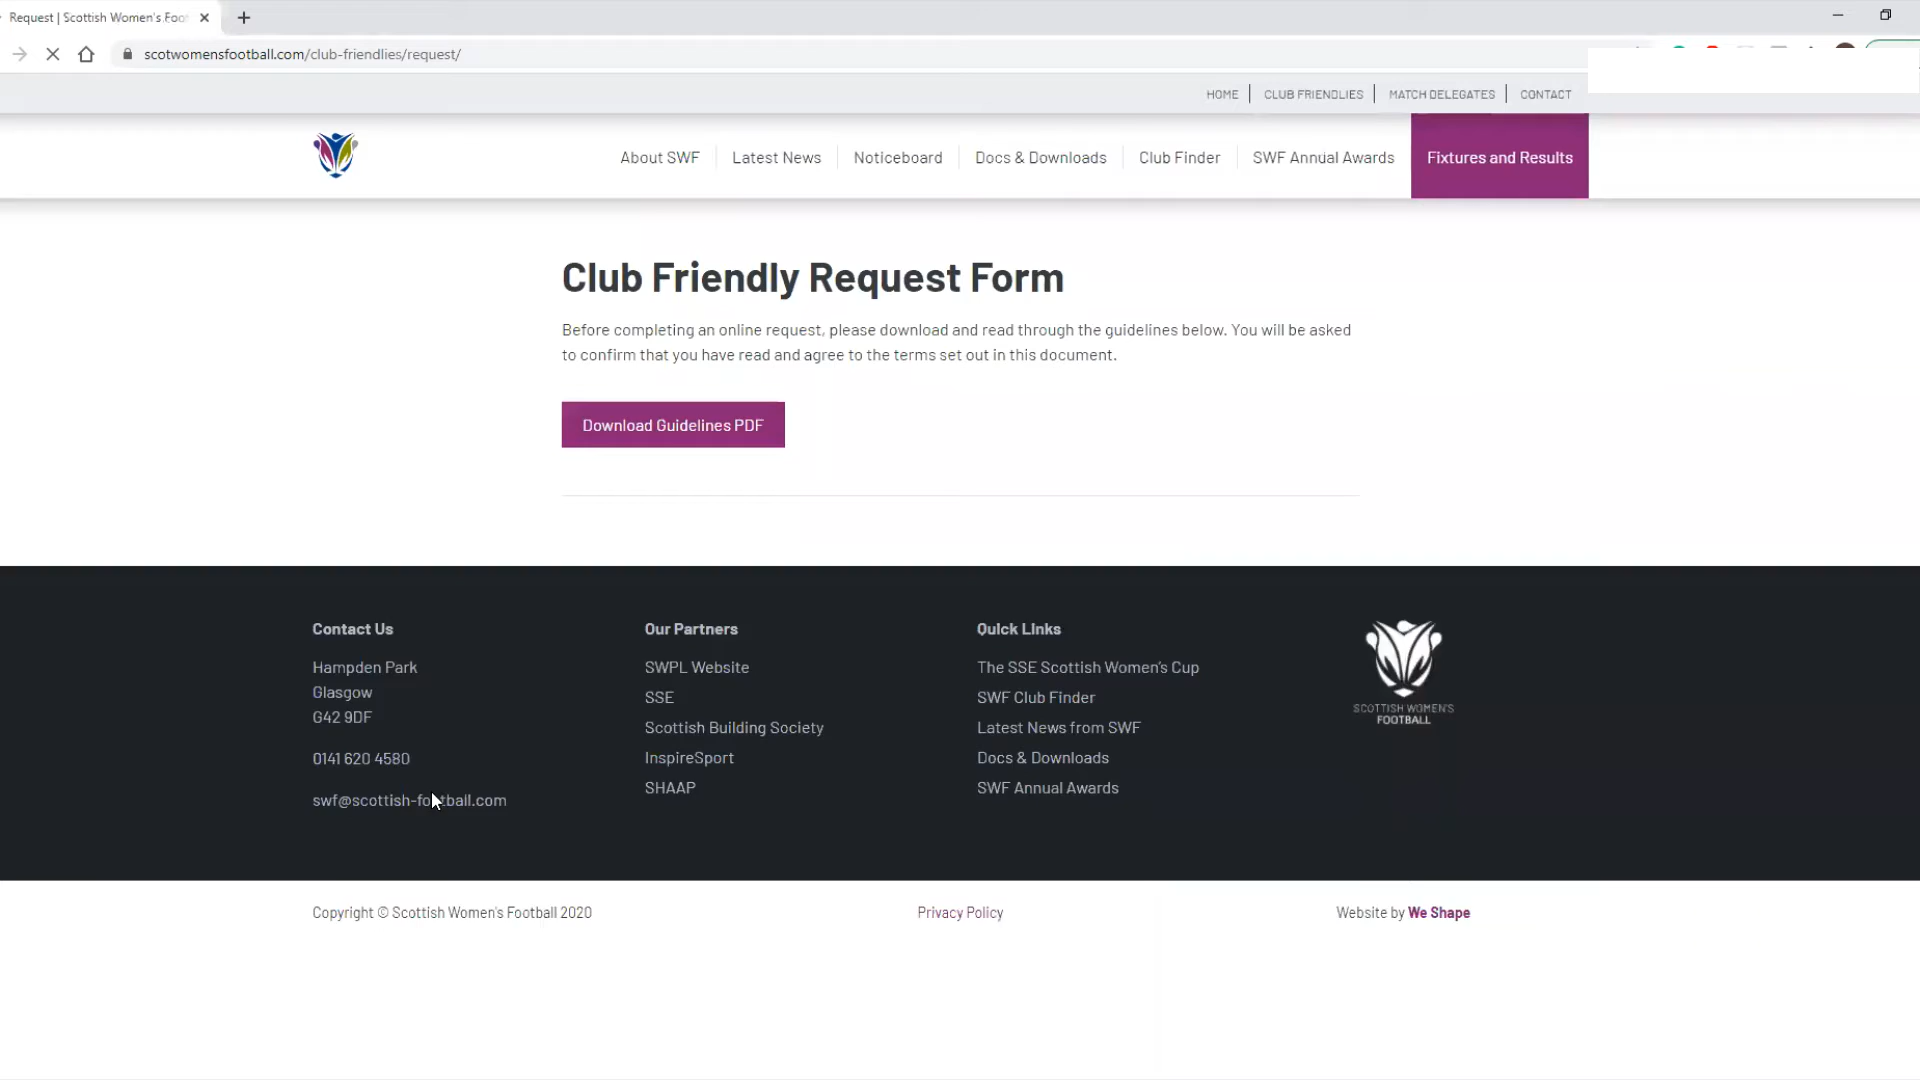 Request | Scottish Women's Foo
scotwomensfootball.com/club-friendlies/request/
HOME
CLUB FRIENDLIES
MATCH DELEGATES
CONTACT
About SWF
Latest News
Noticeboard
Docs & Downloads
Club Finder
SWF Annual Awards
Fixtures and Results
Club Friendly Request Form
Before completing an online request, please download and read through the guidelines below. You will be asked
to confirm that you have read and agree to the terms set out in this document.
Download Guidelines PDF
Contact Us
Hampden Park
Glasgow
G42 9DF
0141 620 4580
swf@scottish-football.com
Our Partners
SWPL Website
SSE
Scottish Building Society
InspireSport
SHAAP
Quick Links
The SSE Scottish Women's Cup
SWF Club Finder
Latest News from SWF
Docs & Downloads
SWF Annual Awards
SCOTTISH WOMEN'S
FOOTBALL
Copyright © Scottish Women's Football 2020
Privacy Policy
Website by We Shape